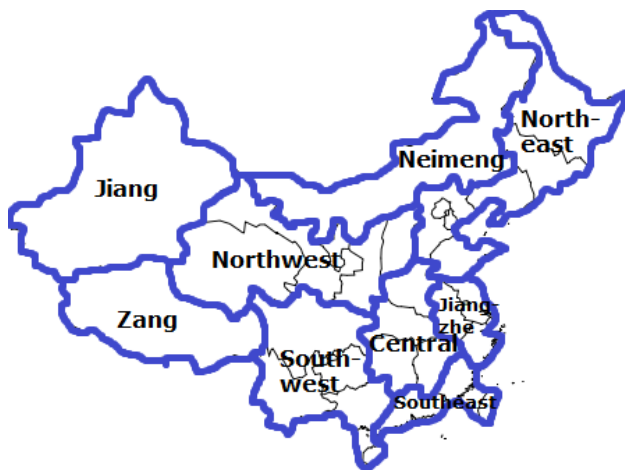 North-
east
Neimeng
Jiang
Northwest
Zang
Jiang-
zhe
Central
South-
west
Southeast